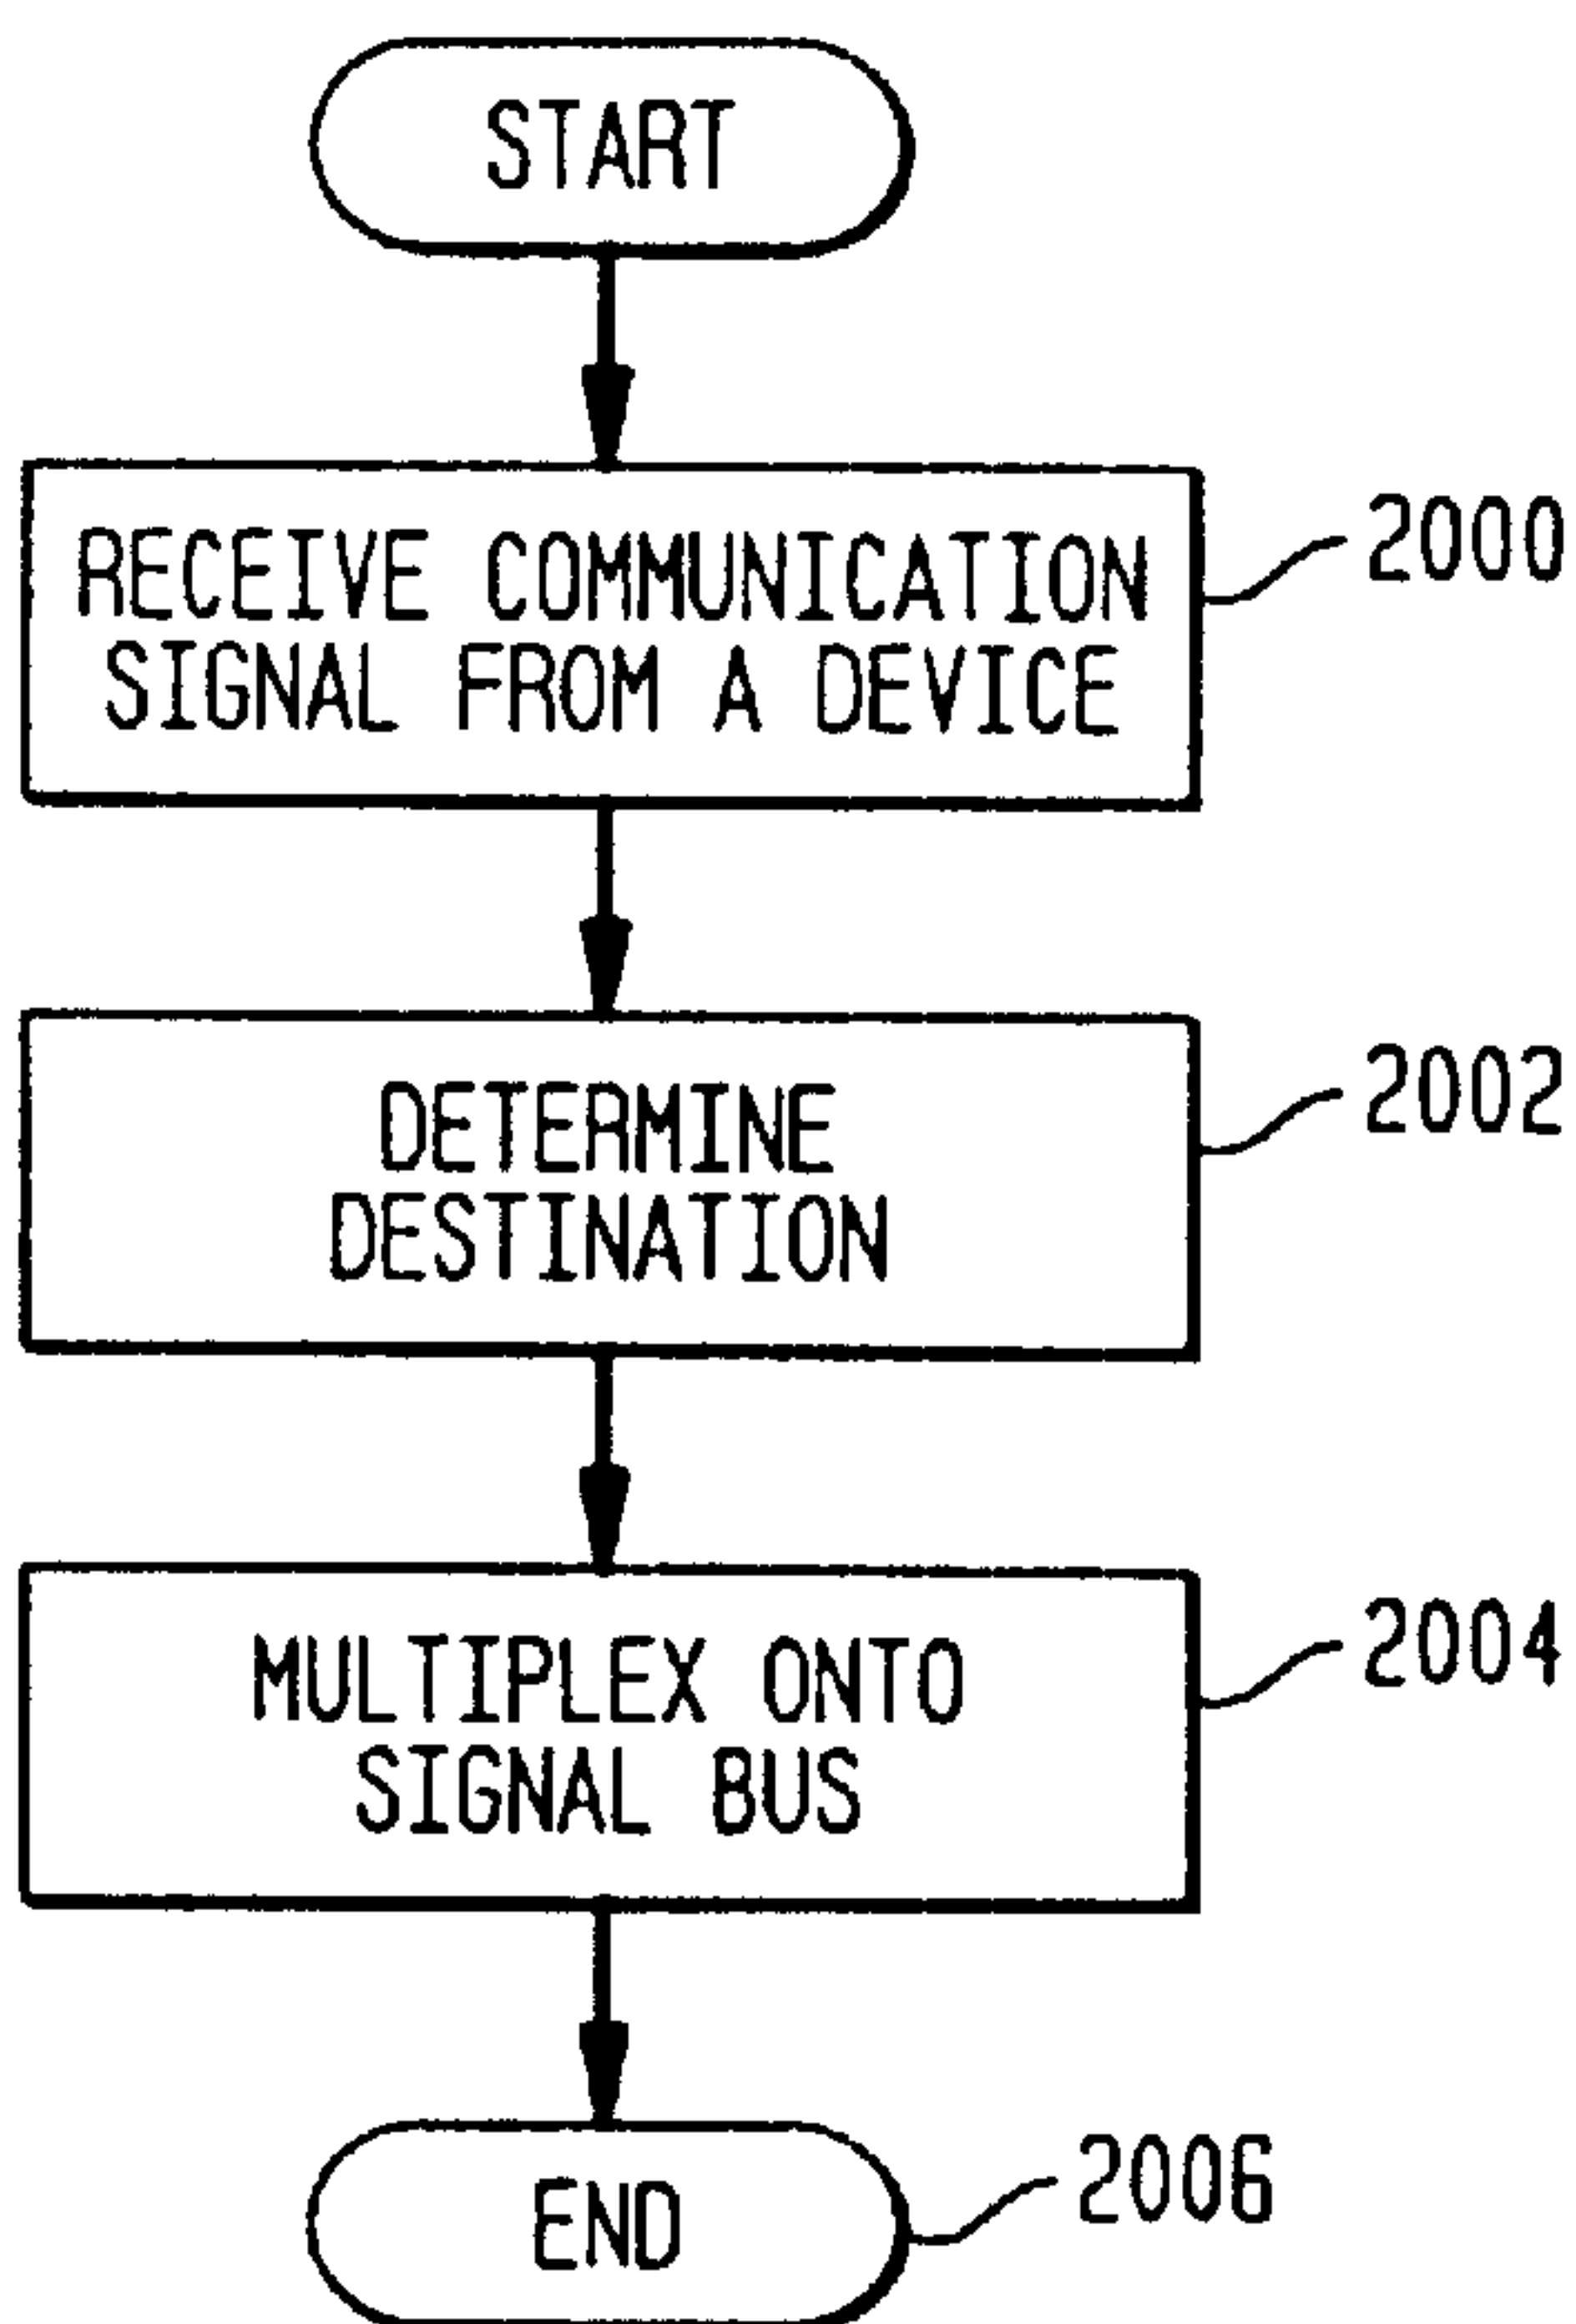 START
RECEIVE COMMUNICATION
SIGNAL FROM A DEVICE
2000
DETERMINE
DESTINATION
2002
MULTIPLEX ONTO
SIGNAL BUS
2004
END
2006